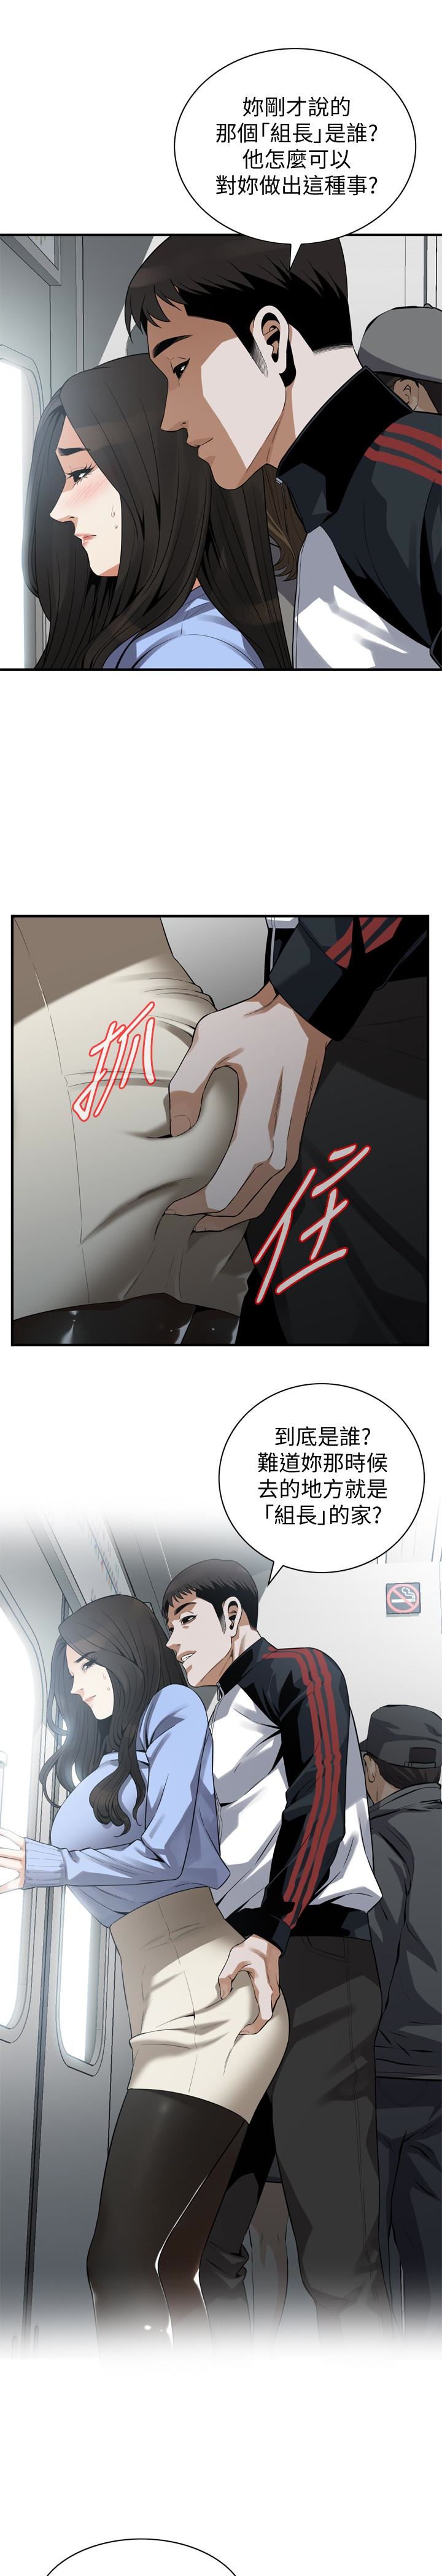 妳剛才說的
那個「組長」是誰?
他怎麼可以
對妳做出這種事?
抓
住
到底是誰?
難道妳那時候
去的地方就是
「組長」的家?